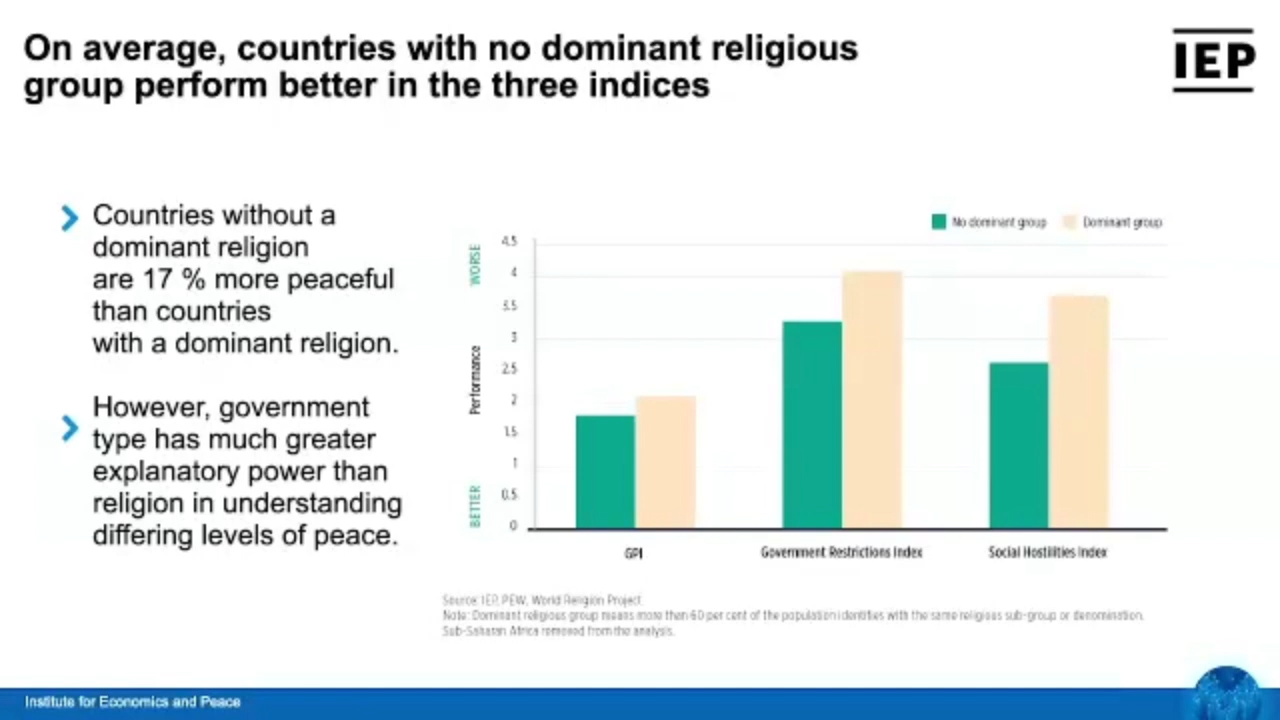 On average, countries with no dominant religious
group perform better in the three indices
IEP
Countries without a
dominant religion
are 17 % more peaceful
than countries
with a dominant religion.
However, government
type has much greater
explanatory power than
religion in understanding
differing levels of peace.
No dominant group
Dominant group
WORSE
Performance
BETTER
4.5
4
3.5
3
2.5
2
1.5
1
0.5
0
GPI
Government Restrictions Index
Social Hostilities Index
Source: IEP, PEW, World Religion Project
Note: Dominant religious group means more than 60 per cent of the population identifies with the same religious sub-group or denomination.
Sub-Saharan Africa removed from the analysis.
Institute for Economics and Peace